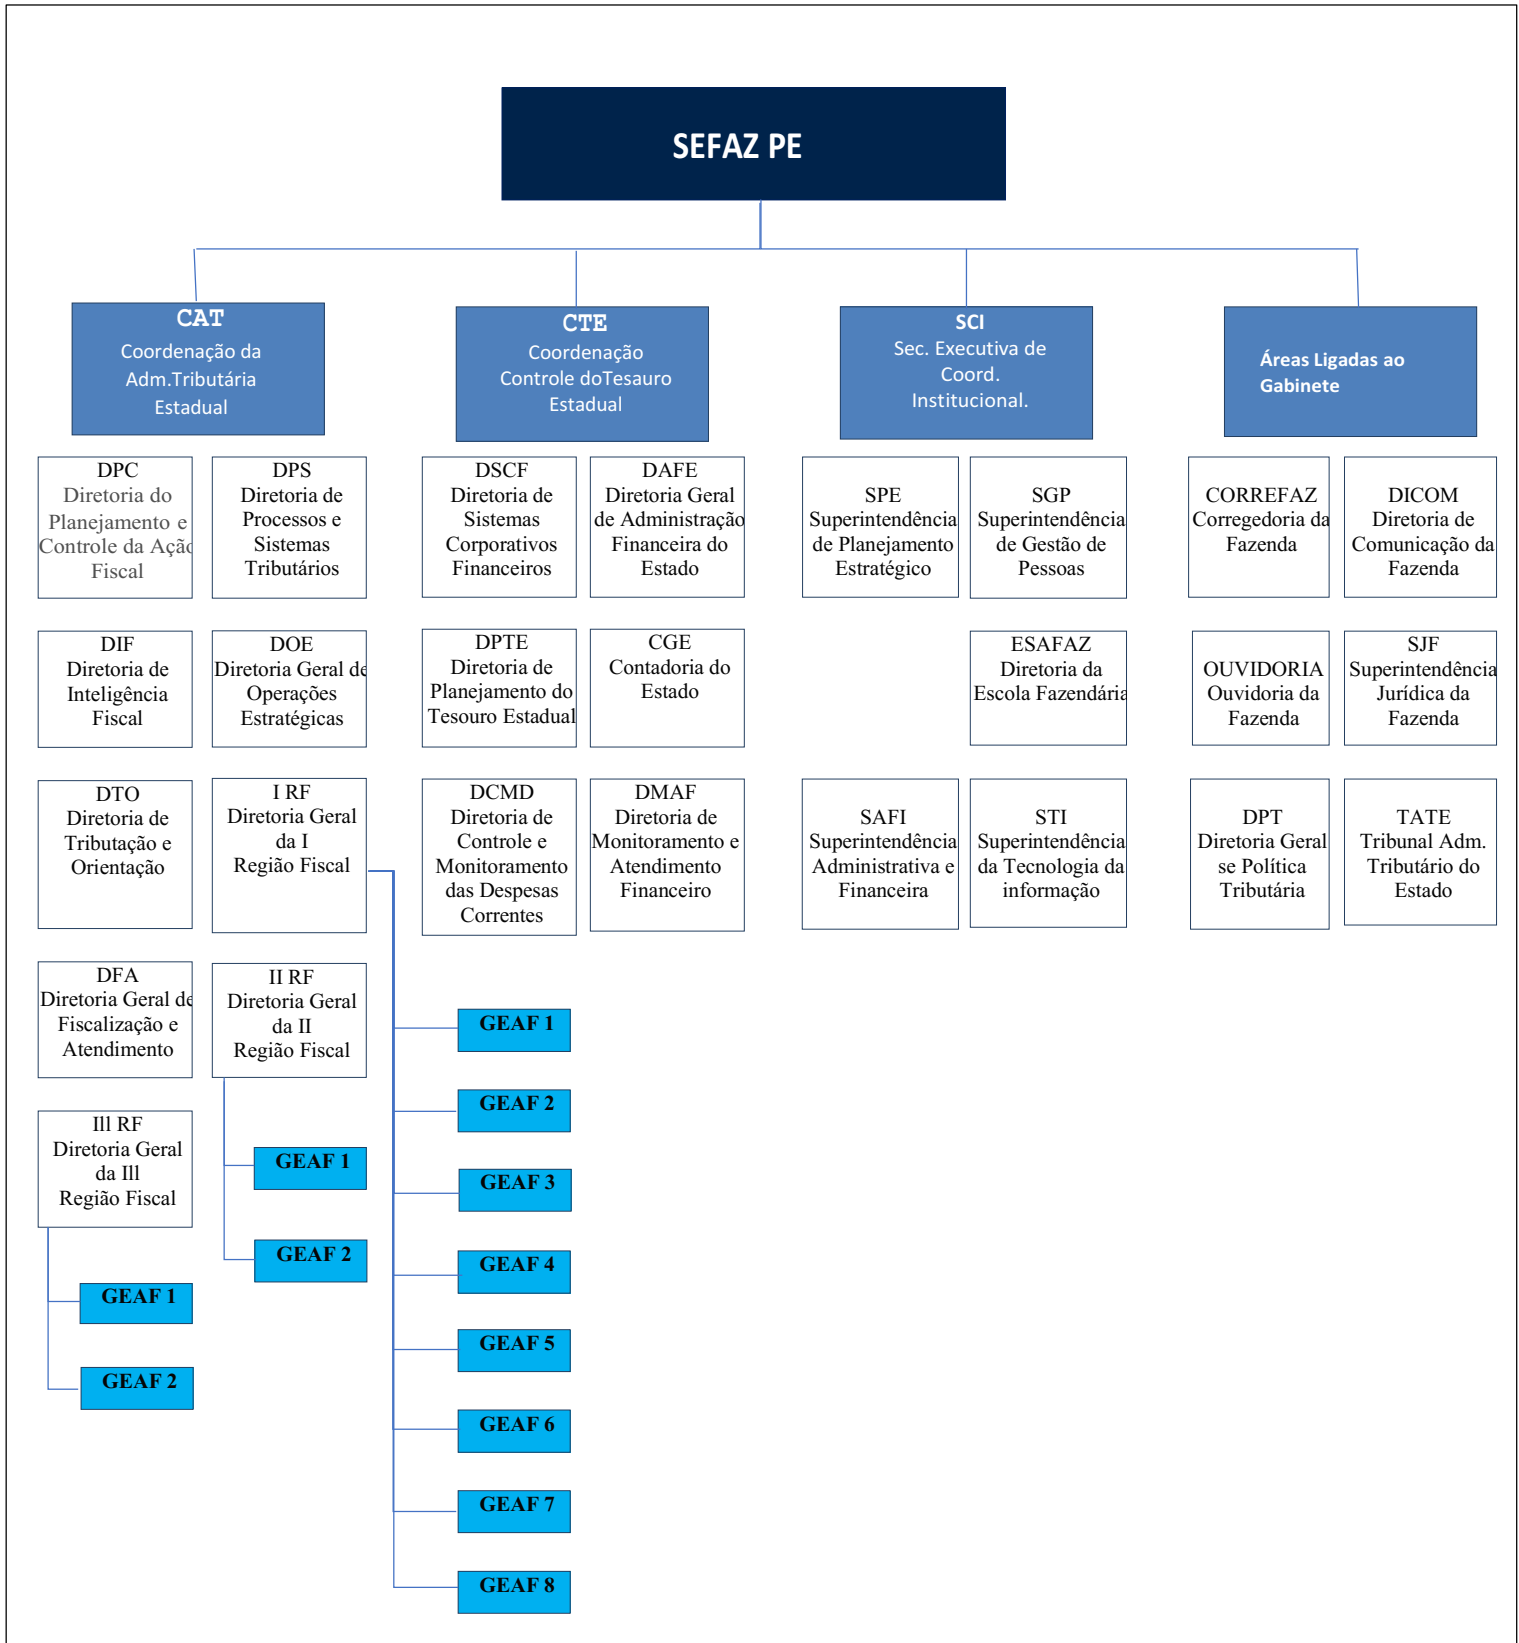 SEFAZ PE
CAT
Coordenação da
Adm.Tributária
Estadual
CTE
Coordenação
Controle doTesauro
Estadual
SCI
Sec. Executiva de
Coord.
Institucional.
Áreas Ligadas ao
Gabinete
DPC
Diretoria do
Planejamento e
Controle da Ação
Fiscal
DPS
Diretoria de
Processos e
Sistemas
Tributários
DSCF
Diretoria de
Sistemas
Corporativos
Financeiros
DAFE
Diretoria Geral
de Administração
Financeira do
Estado
SPE
Superintendência
de Planejamento
Estratégico
SGP
Superintendência
de Gestão de
Pessoas
CORREFAZ
Corregedoria da
Fazenda
DICOM
Diretoria de
Comunicação da
Fazenda
DIF
Diretoria de
Inteligência
Fiscal
DOE
Diretoria Geral de
Operações
Estratégicas
DPTE
Diretoria de
Planejamento do
Tesouro Estadual
CGE
Contadoria do
Estado
ESAFAZ
Diretoria da
Escola Fazendária
OUVIDORIA
Ouvidoria da
Fazenda
SJF
Superintendência
Jurídica da
Fazenda
DTO
Diretoria de
Tributação e
Orientação
I RF
Diretoria Geral
da I
Região Fiscal
DCMD
Diretoria de
Controle e
Monitoramento
das Despesas
Correntes
DMAF
Diretoria de
Monitoramento e
Atendimento
Financeiro
SAFI
Superintendência
Administrativa e
Financeira
STI
Superintendência
da Tecnologia da
informação
DPT
Diretoria Geral
se Política
Tributária
TATE
Tribunal Adm.
Tributário do
Estado
DFA
Diretoria Geral de
Fiscalização e
Atendimento
II RF
Diretoria Geral
da II
Região Fiscal
Ill RF
Diretoria Geral
da Ill
Região Fiscal
GEAF 1
GEAF 2
GEAF 1
GEAF 2
GEAF 1
GEAF 2
GEAF 3
GEAF 4
GEAF 5
GEAF 6
GEAF 7
GEAF 8